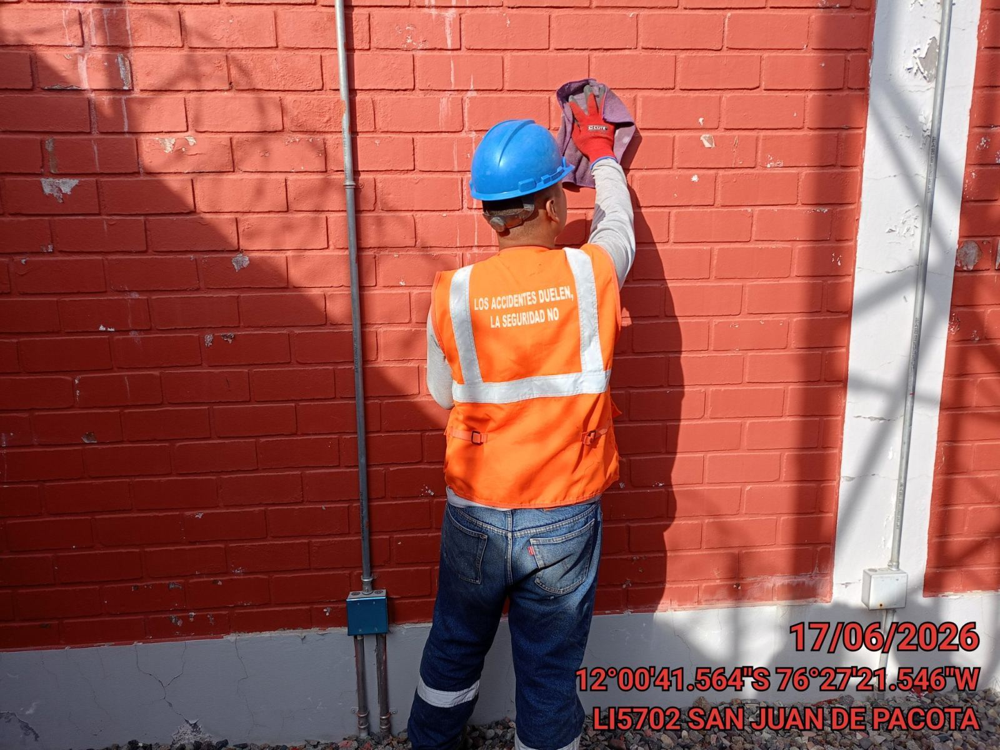 LOS ACCIDENTES DUELEN,
LA SEGURIDAD NO
17/06/2026
12°00'41.564"S 76°27'21.546"W
LI5702 SAN JUAN DE PACOTA